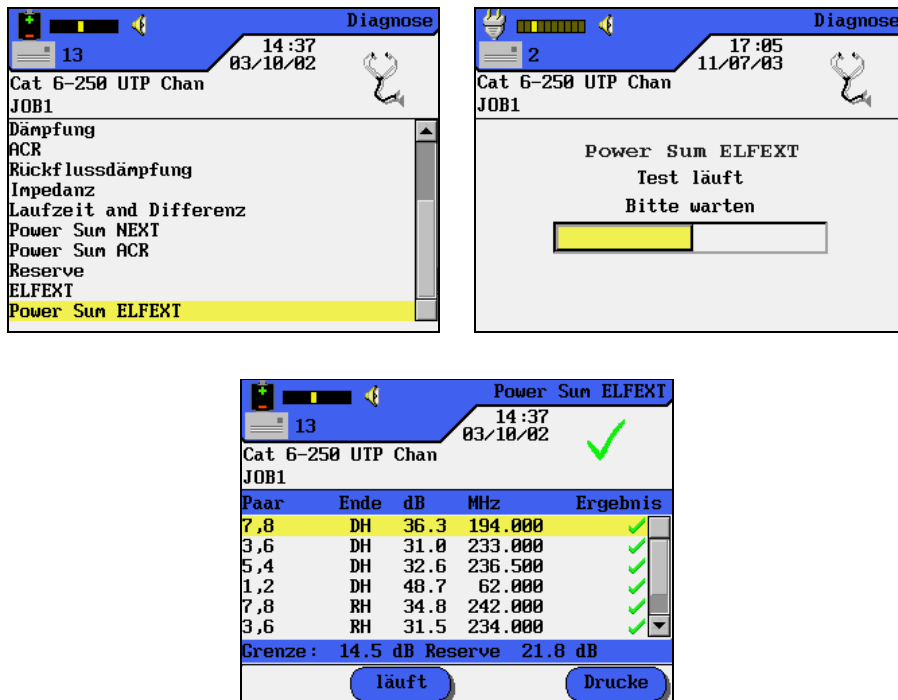 Diagnose
13
14:37
03/10/02
Cat 6-250 UTP Chan
JOB1
Dämpfung
ACR
Rückflussdämpfung
Impedanz
Laufzeit and Differenz
Power Sum NEXT
Power Sum ACR
Reserve
ELFEXT
Power Sum ELFEXT
Diagnose
2
17:05
11/07/03
Cat 6-250 UTP Chan
JOB1
Power Sum ELFEXT
Test läuft
Bitte warten
Power Sum ELFEXT
13
14:37
03/10/02
Cat 6-250 UTP Chan
JOB1
Paar Ende dB MHz Ergebnis
7,8 DH 36.3 194.000
3,6 DH 31.0 233.000
5,4 DH 32.6 236.500
1,2 DH 48.7 62.000
7,8 RH 34.8 242.000
3,6 RH 31.5 234.000
Grenze: 14.5 dB Reserve 21.8 dB
läuft Drucke